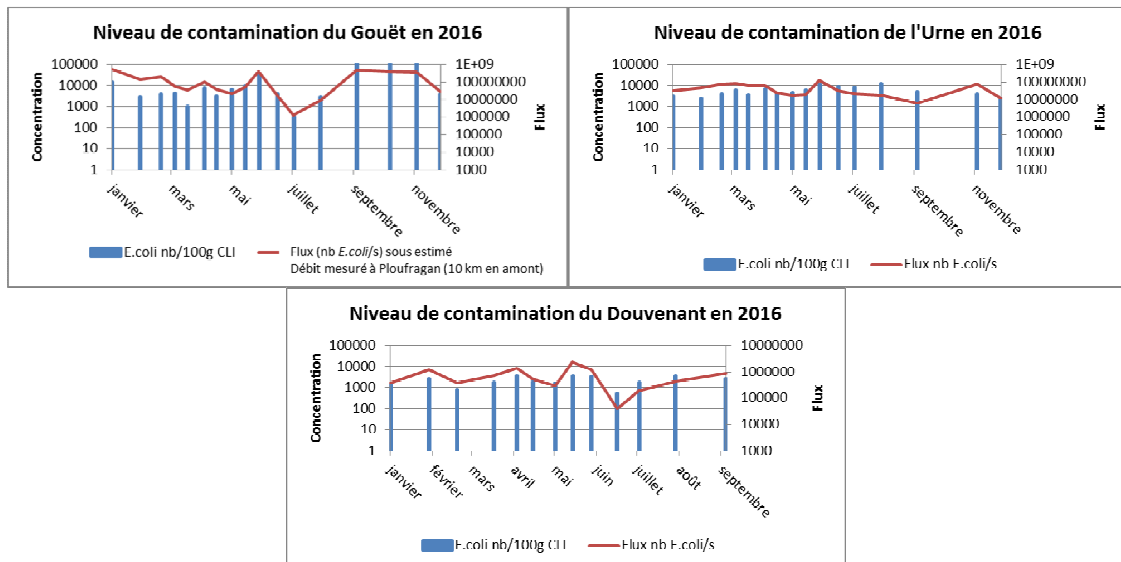 Niveau de contamination du Gouët en 2016
Concentration
100000
10000
1000
100
10
1
1E+09
100000000
10000000
1000000
100000
10000
1000
Flux
janvier
mars
mai
juillet
septembre
novembre
E.coli nb/100g CLI
Flux (nb E.coli/s) sous estimé
Débit mesuré à Ploufragan (10 km en amont)
Niveau de contamination de l'Urne en 2016
Concentration
100000
10000
1000
100
10
1
1E+09
100000000
10000000
1000000
100000
10000
1000
Flux
janvier
mars
mai
juillet
septembre
novembre
E.coli nb/100g CLI
Flux nb E.coli/s
Niveau de contamination du Douvenant en 2016
Concentration
100000
10000
1000
100
10
1
10000000
1000000
100000
10000
1000
Flux
janvier
février
mars
avril
mai
juin
juillet
août
septembre
E.coli nb/100g CLI
Flux nb E.coli/s